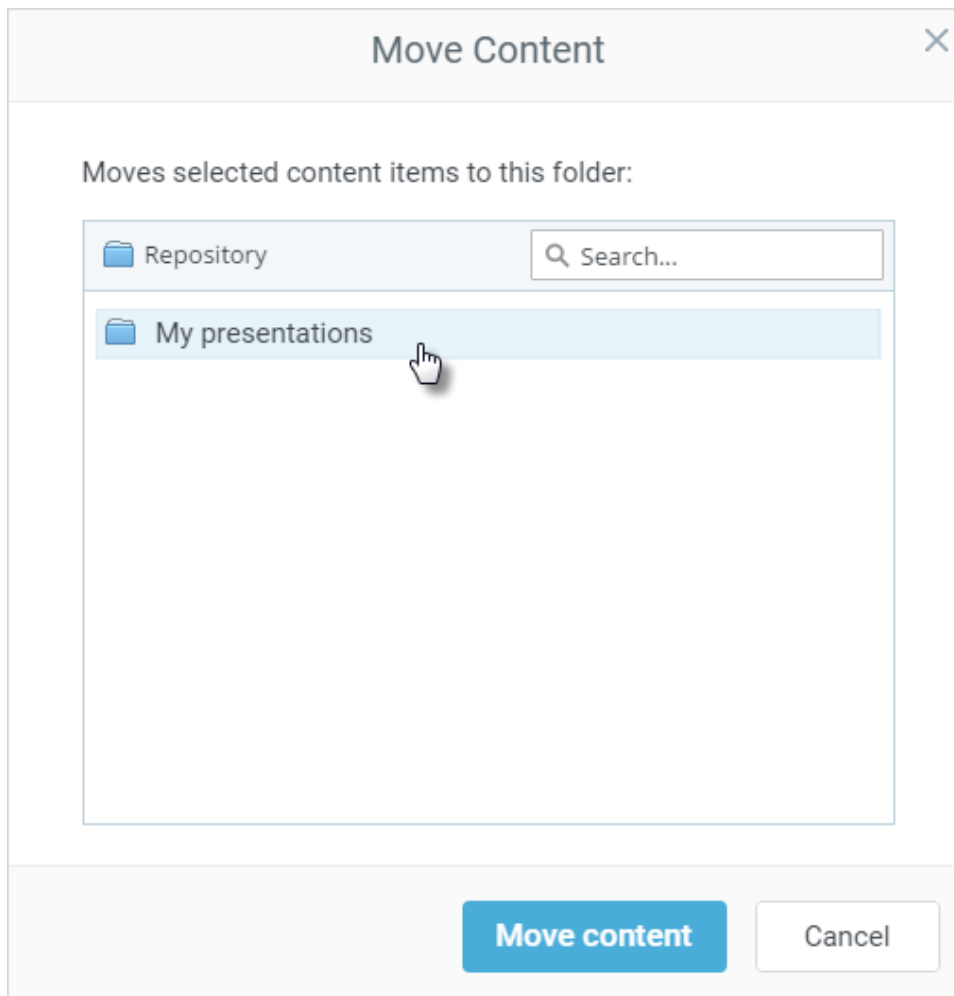 Move Content
Moves selected content items to this folder:
Repository
Search...
My presentations
Move content
Cancel